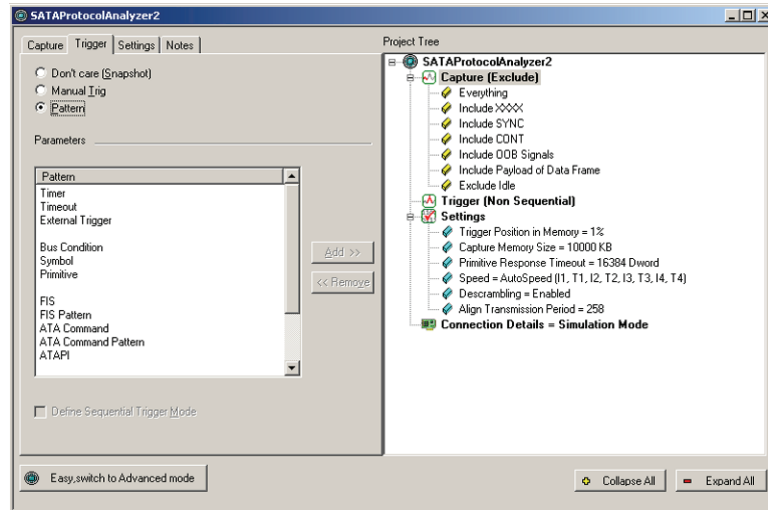 SATAProtocolAnalyzer2
Capture
Trigger
Settings
Notes
Don't care (Snapshot)
Manual Trig
Pattern
Parameters
Pattern
Timer
Timeout
External Trigger
Bus Condition
Symbol
Primitive
FIS
FIS Pattern
ATA Command
ATA Command Pattern
ATAPI
Add >>
<< Remove
Define Sequential Trigger Mode
Easy,switch to Advanced mode
Project Tree
SATAProtocolAnalyzer2
Capture (Exclude)
Everything
Include XXXX
Include SYNC
Include CONT
Include OOB Signals
Include Payload of Data Frame
Exclude Idle
Trigger (Non Sequential)
Settings
Trigger Position in Memory = 1%
Capture Memory Size = 10000 KB
Primitive Response Timeout = 16384 Dword
Speed = AutoSpeed (I1, T1, I2, T2, I3, T3, I4, T4)
Descrambling = Enabled
Align Transmission Period = 258
Connection Details = Simulation Mode
Collapse All
Expand All